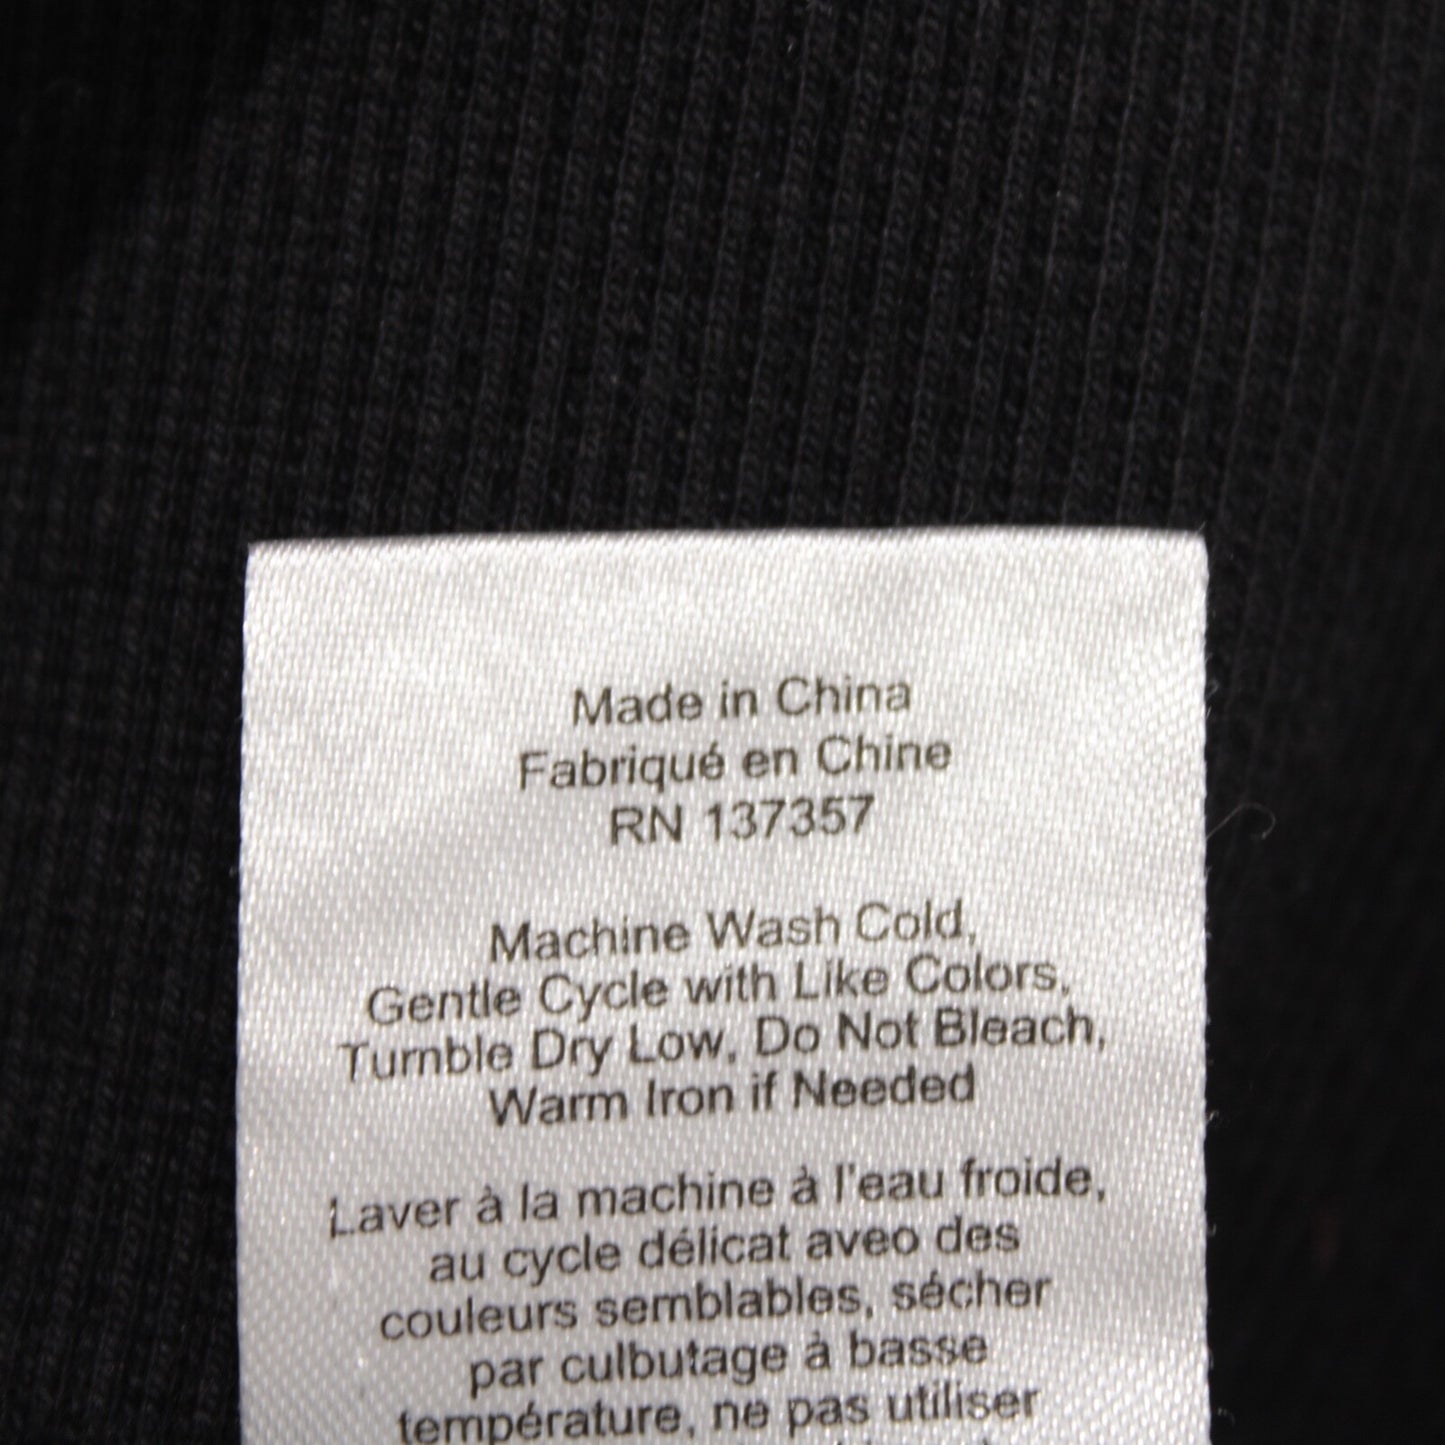 Made in China
Fabriqué en Chine
RN 137357
Machine Wash Cold,
Gentle Cycle with Like Colors,
Tumble Dry Low, Do Not Bleach,
Warm Iron if Needed
Laver à la machine à l'eau froide,
au cycle délicat aveo des
couleurs semblables, sécher
par culbutage à basse
température, ne pas utiliser